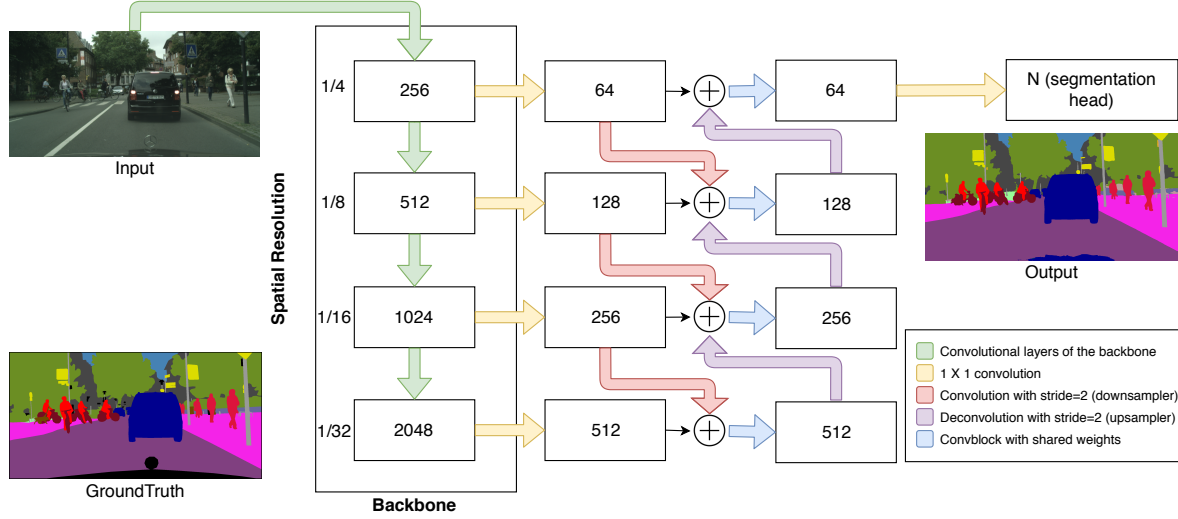 Input
GroundTruth
Spatial Resolution
Backbone
1/4
256
64
64
N (segmentation
head)
1/8
512
128
128
1/16
1024
256
256
1/32
2048
512
512
Output
Convolutional layers of the backbone
1 X 1 convolution
Convolution with stride=2 (downsampler)
Deconvolution with stride=2 (upsampler)
Convblock with shared weights